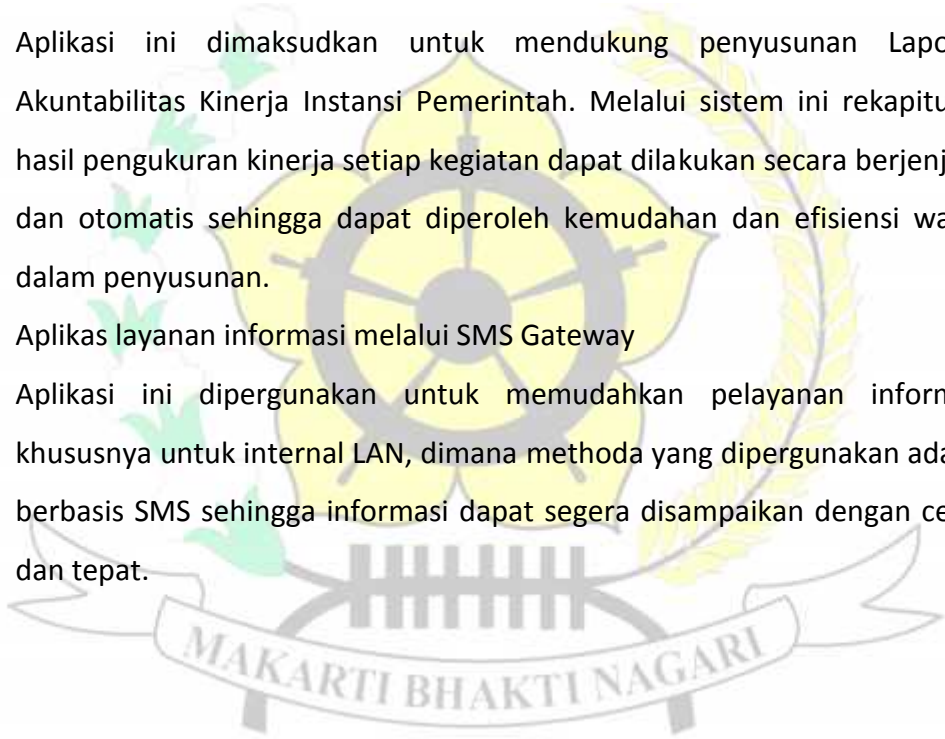 Aplikasi ini dimaksudkan untuk mendukung penyusunan Lapo
Akuntabilitas Kinerja Instansi Pemerintah. Melalui sistem ini rekapitu
hasil pengukuran kinerja setiap kegiatan dapat dilakukan secara berjenj
dan otomatis sehingga dapat diperoleh kemudahan dan efisiensi wa
dalam penyusunan.
Aplikas layanan informasi melalui SMS Gateway
Aplikasi ini dipergunakan untuk memudahkan pelayanan inform
khususnya untuk internal LAN, dimana methoda yang dipergunakan ada
berbasis SMS sehingga informasi dapat segera disampaikan dengan ce
dan tepat.
MAKARTI BHAKTI NAGARI